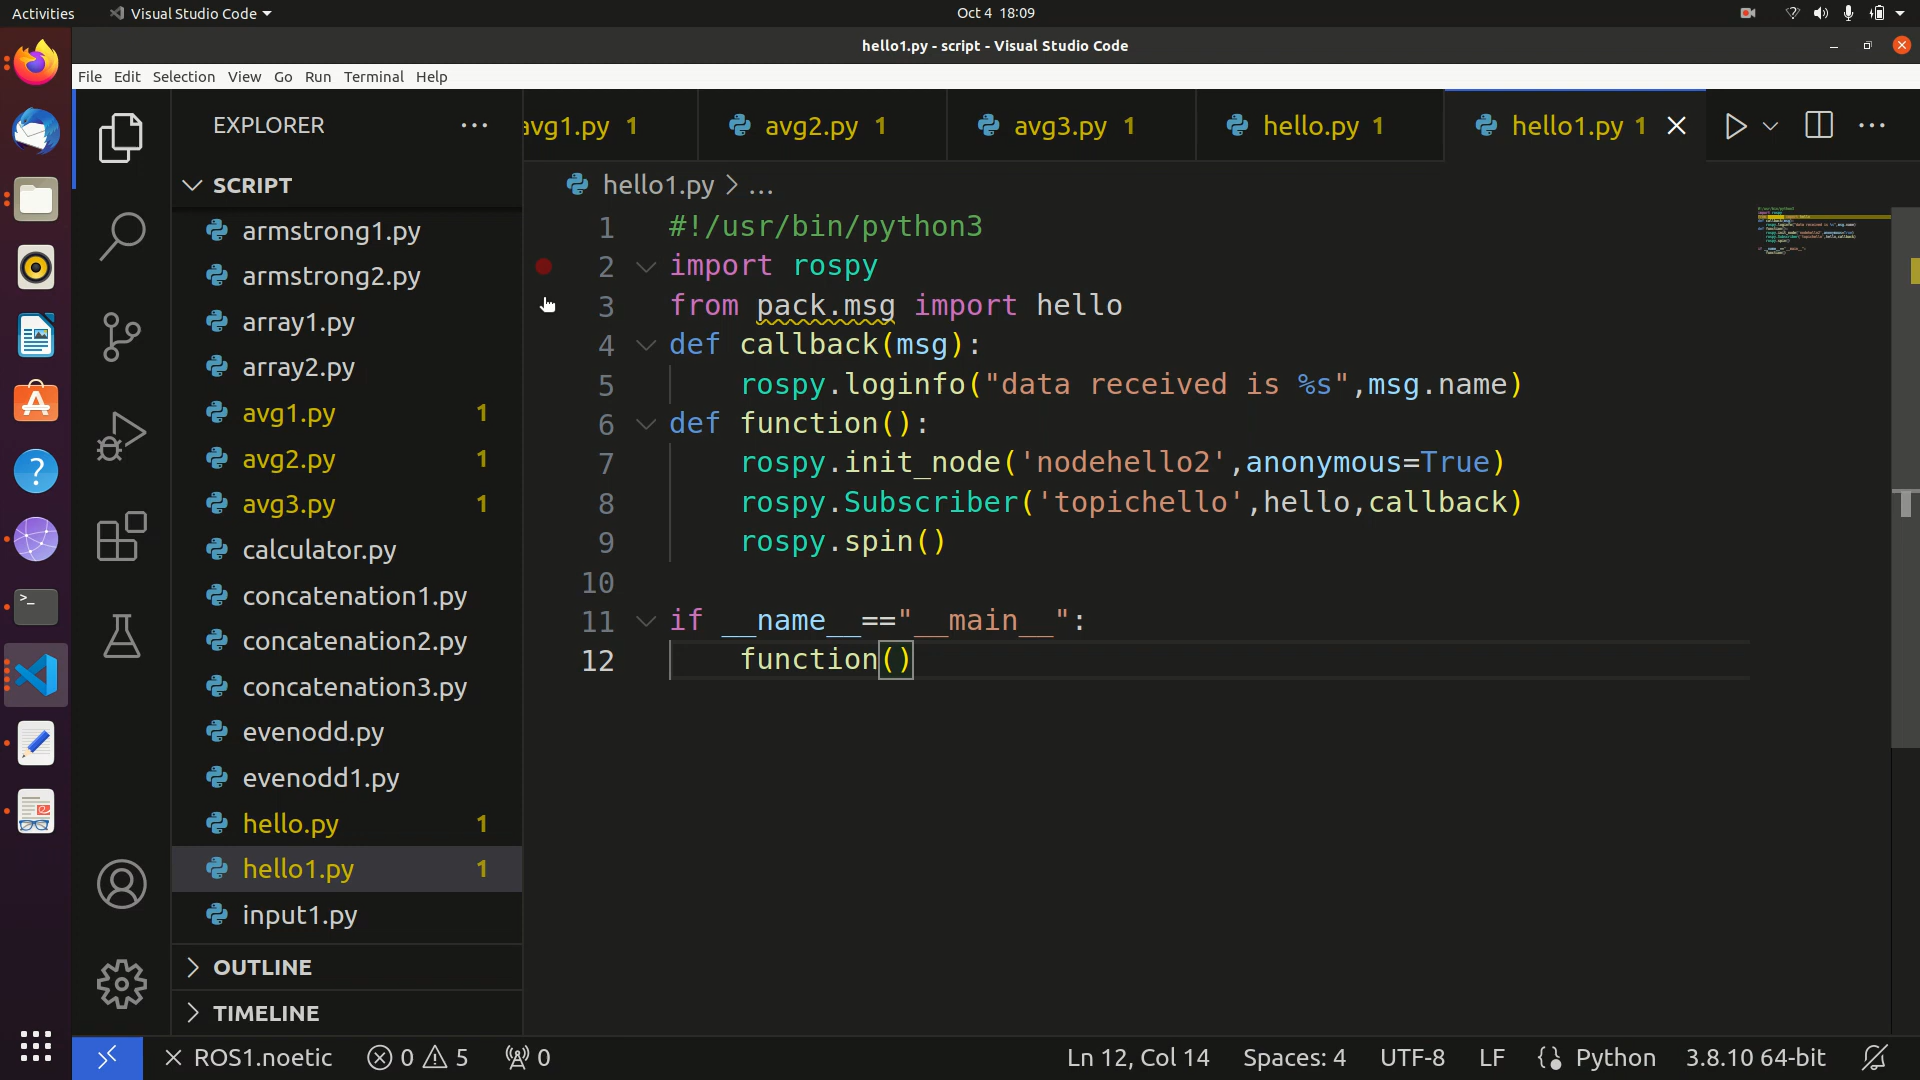 Activities Visual Studio Code Oct 4 18:09
hello1.py - script - Visual Studio Code
File Edit Selection View Go Run Terminal Help
EXPLORER
avg1.py 1 avg2.py 1 avg3.py 1 hello.py 1 hello1.py 1
SCRIPT
armstrong1.py
armstrong2.py
array1.py
array2.py
avg1.py 1
avg2.py 1
avg3.py 1
calculator.py
concatenation1.py
concatenation2.py
concatenation3.py
evenodd.py
evenodd1.py
hello.py 1
hello1.py 1
input1.py
OUTLINE
TIMELINE
hello1.py > ...
1 #!/usr/bin/python3
2 import rospy
3 from pack.msg import hello
4 def callback(msg):
5 rospy.loginfo("data received is %s",msg.name)
6 def function():
7 rospy.init_node('nodehello2',anonymous=True)
8 rospy.Subscriber('topichello',hello,callback)
9 rospy.spin()
10
11 if __name__=="__main__":
12 function()
ROS1.noetic 0 5 0 Ln 12, Col 14 Spaces: 4 UTF-8 LF Python 3.8.10 64-bit